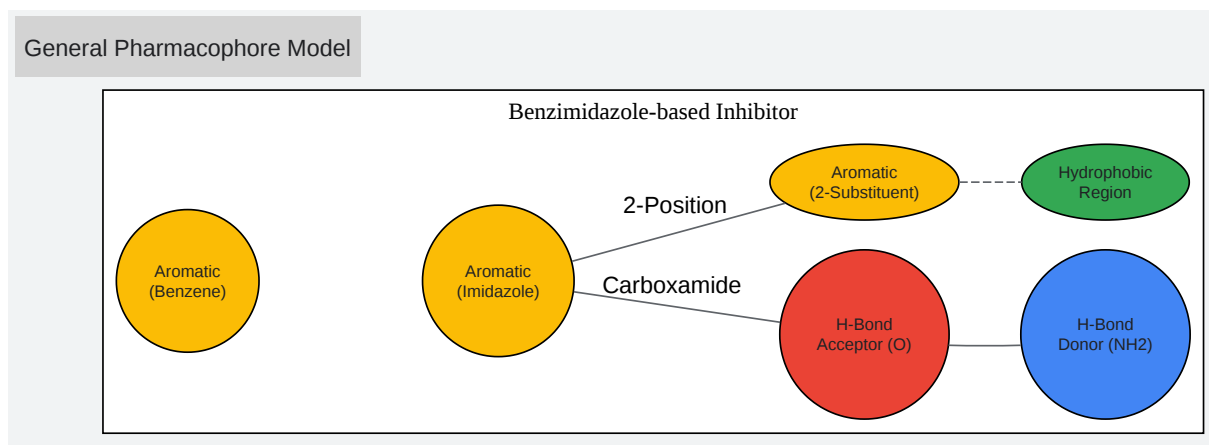 General Pharmacophore Model
Benzimidazole-based Inhibitor
Aromatic
(Benzene)
Aromatic
(Imidazole)
2-Position
Carboxamide
Aromatic
(2-Substituent)
Hydrophobic
Region
H-Bond
Acceptor (O)
H-Bond
Donor (NH2)